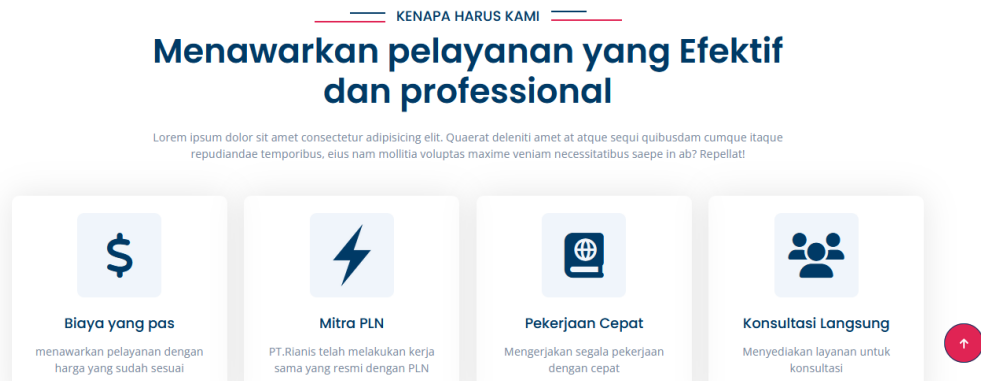 KENAPA HARUS KAMI
Menawarkan pelayanan yang Efektif
dan professional
Lorem ipsum dolor sit amet consectetur adipisicing elit. Quaerat deleniti amet at atque sequi quibusdam cumque itaque
repudiandae temporibus, eius nam mollitia voluptas maxime veniam necessitatibus saepe in ab? Repellat!
Biaya yang pas
menawarkan pelayanan dengan
harga yang sudah sesuai
Mitra PLN
PT.Rianis telah melakukan kerja
sama yang resmi dengan PLN
Pekerjaan Cepat
Mengerjakan segala pekerjaan
dengan cepat
Konsultasi Langsung
Menyediakan layanan untuk
konsultasi